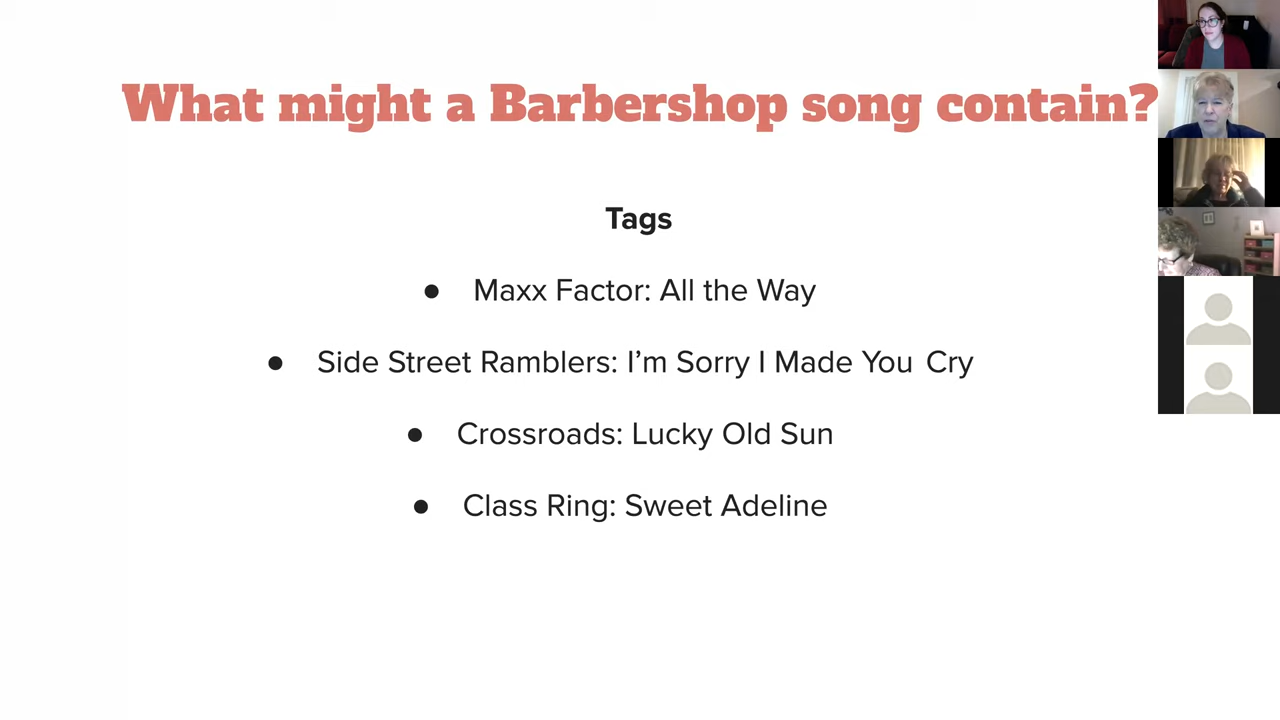 What might a Barbershop song contain?
Tags
● Maxx Factor: All the Way
● Side Street Ramblers: I’m Sorry I Made You Cry
● Crossroads: Lucky Old Sun
● Class Ring: Sweet Adeline